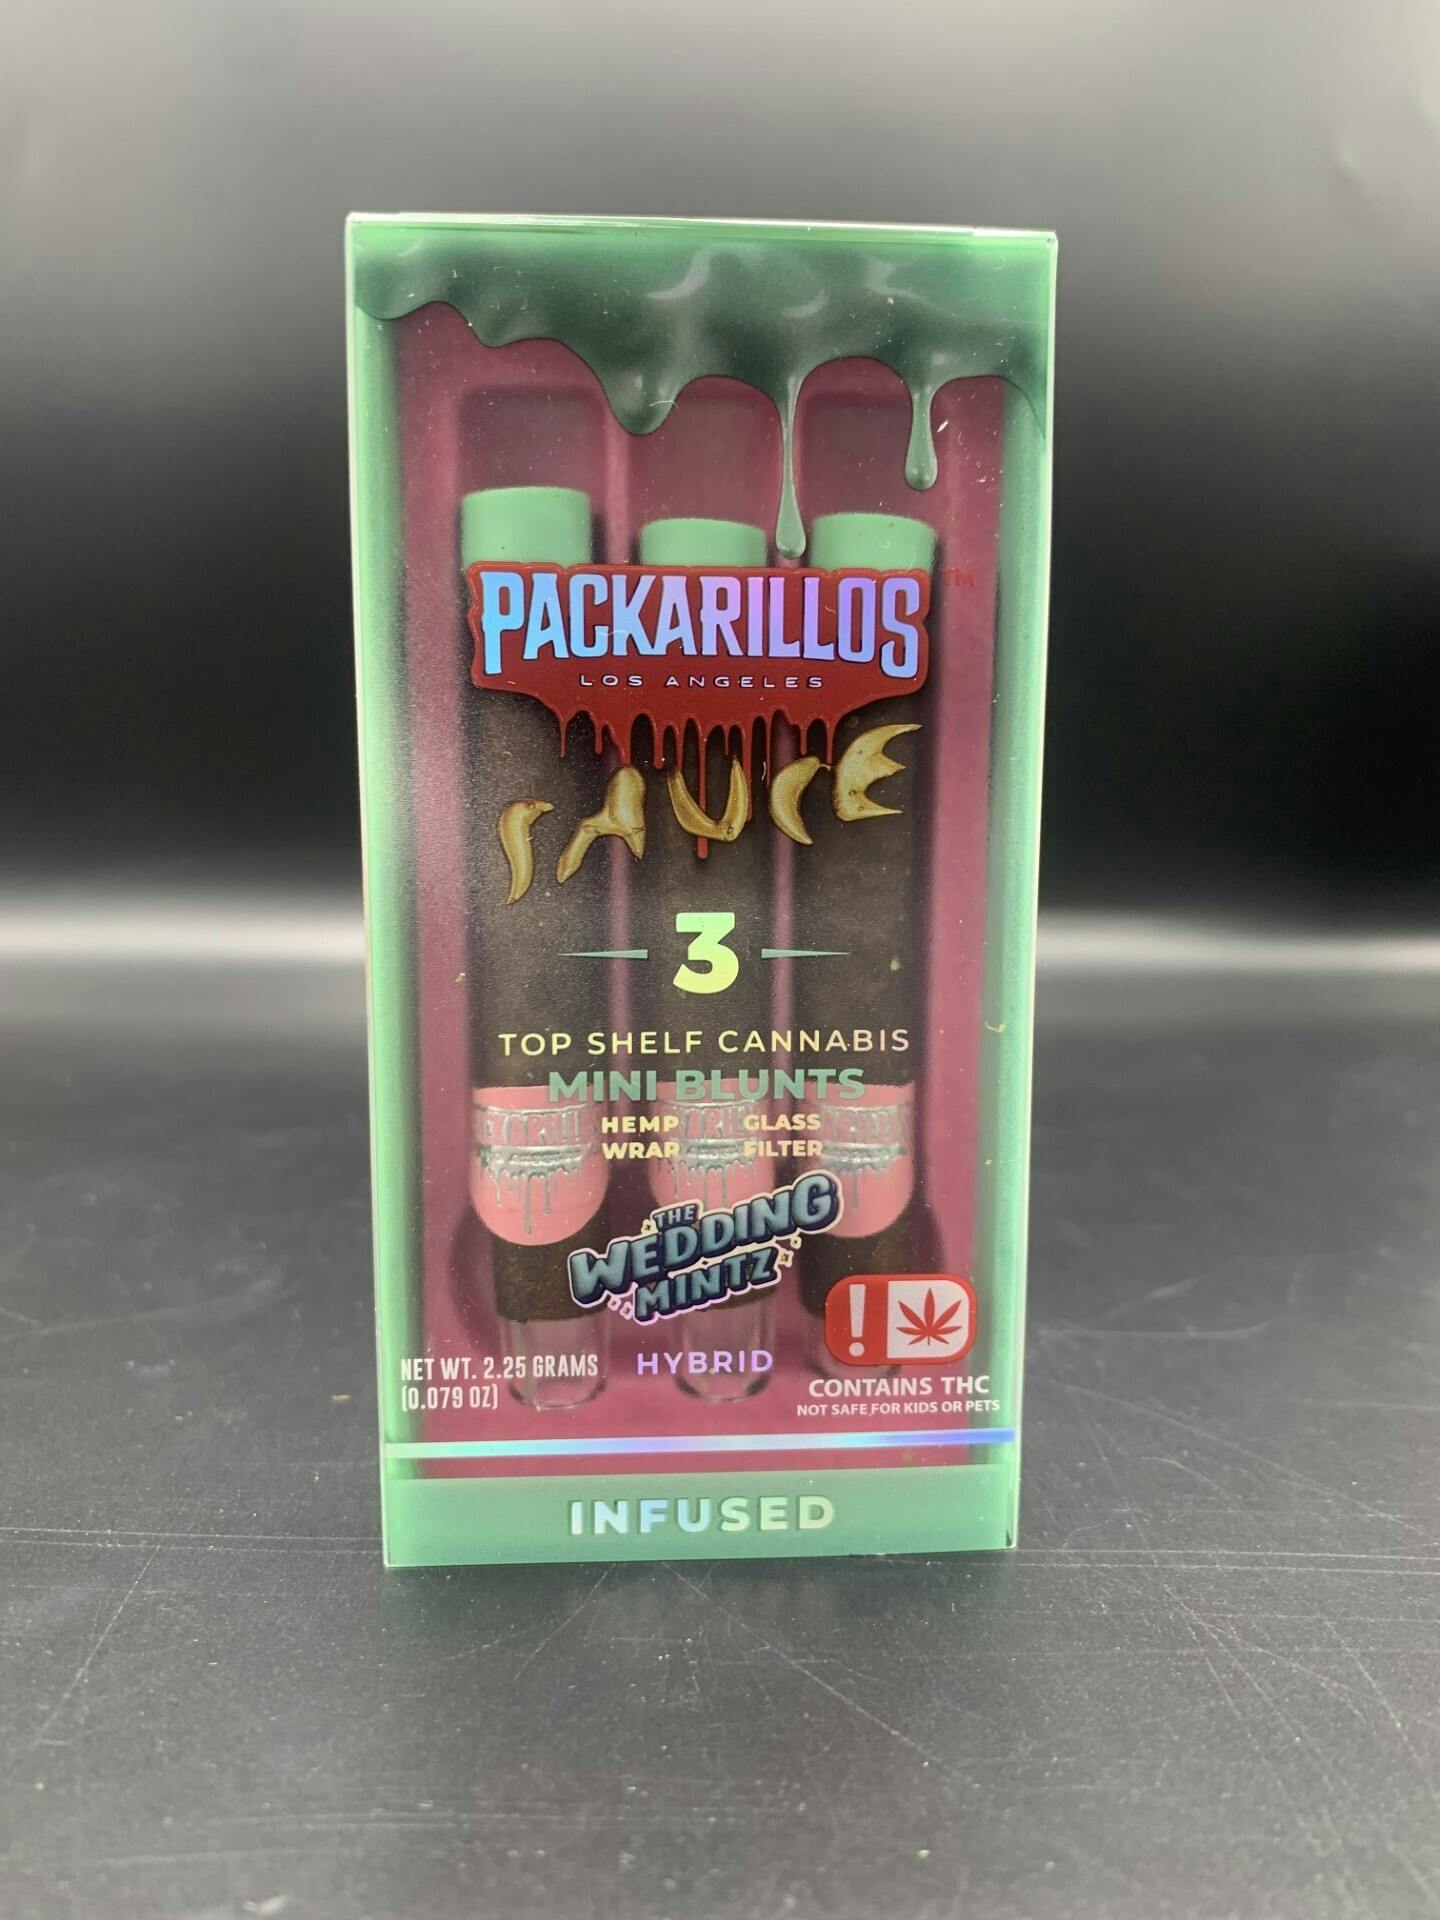 PACKARILLOS™
LOS ANGELES
SAUCE
3
TOP SHELF CANNABIS
MINI BLUNTS
HEMP GLASS
WRAP FILTER
THE
WEDDING
MINTZ
NET WT. 2.25 GRAMS
(0.079 OZ)
HYBRID
!
CONTAINS THC
NOT SAFE FOR KIDS OR PETS
INFUSED